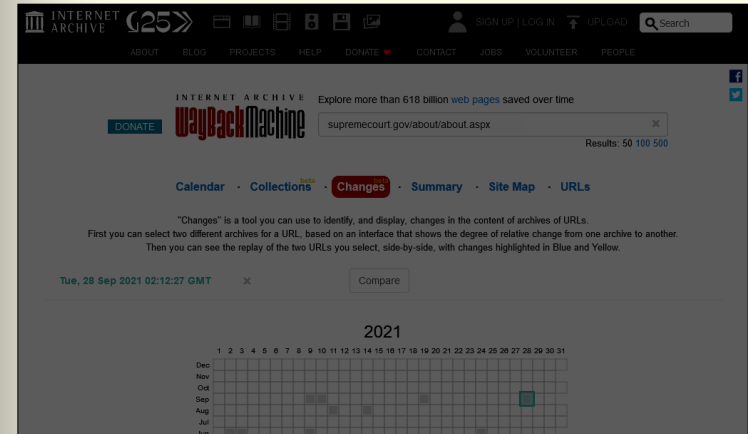 INTERNET ARCHIVE
25
SIGN UP | LOG IN
UPLOAD
Search
ABOUT BLOG PROJECTS HELP DONATE CONTACT JOBS VOLUNTEER PEOPLE
DONATE
INTERNET ARCHIVE
WayBackMachine
Explore more than 618 billion web pages saved over time
supremecourt.gov/about/about.aspx
Results: 50 100 500
Calendar · Collections beta · Changes beta · Summary · Site Map · URLs
"Changes" is a tool you can use to identify, and display, changes in the content of archives of URLs.
First you can select two different archives for a URL, based on an interface that shows the degree of relative change from one archive to another.
Then you can see the replay of the two URLs you select, side-by-side, with changes highlighted in Blue and Yellow.
Tue, 28 Sep 2021 02:12:27 GMT
Compare
2021
1 2 3 4 5 6 7 8 9 10 11 12 13 14 15 16 17 18 19 20 21 22 23 24 25 26 27 28 29 30 31
Dec
Nov
Oct
Sep
Aug
Jul
Jun